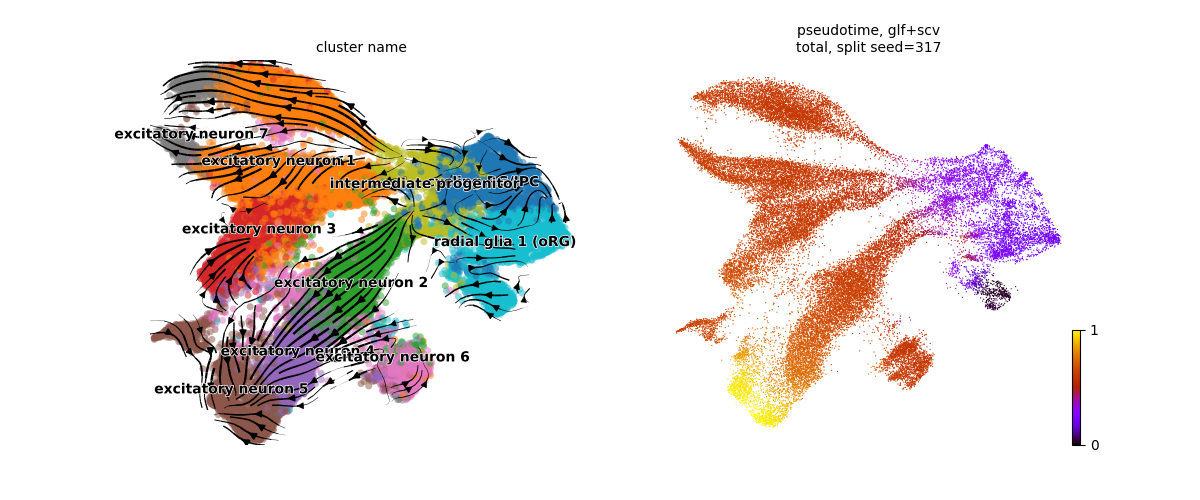 cluster name
pseudotime, glf+scv
total, split seed=317
excitatory neuron 7
excitatory neuron 1
intermediate progenitor
excitatory neuron 3
radial glia 1 (oRG)
excitatory neuron 2
excitatory neuron 4
excitatory neuron 6
excitatory neuron 5
1
0